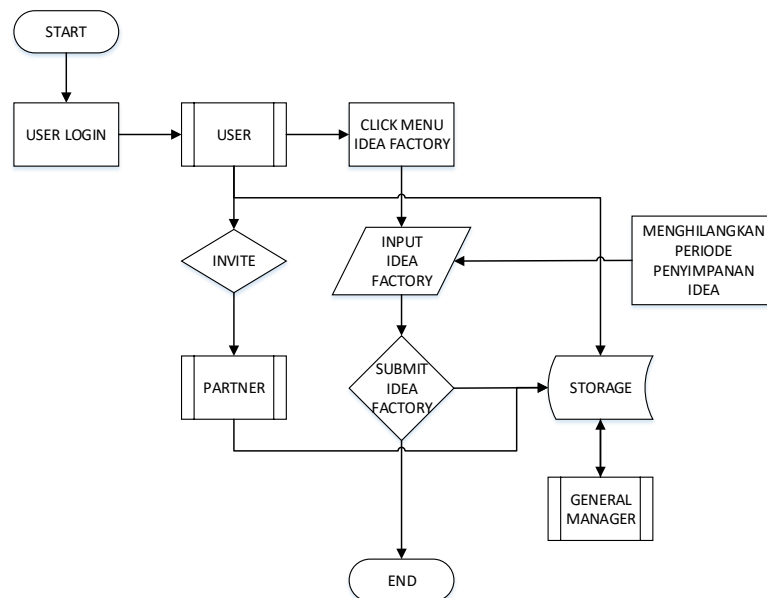 START
USER LOGIN
USER
CLICK MENU
IDEA FACTORY
INVITE
INPUT
IDEA
FACTORY
MENGHILANGKAN
PERIODE
PENYIMPANAN
IDEA
PARTNER
SUBMIT
IDEA
FACTORY
STORAGE
GENERAL
MANAGER
END